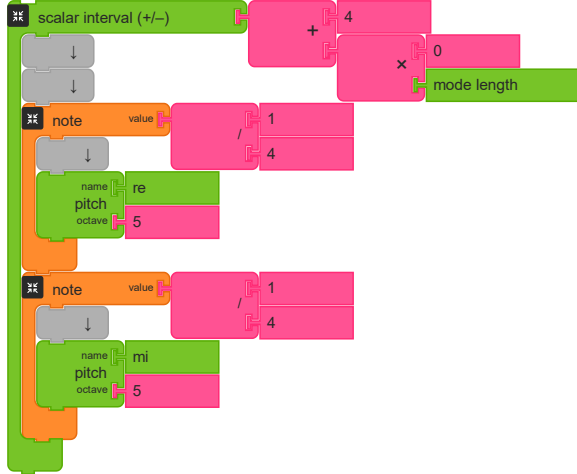 scalar interval (+/–) + 4
× 0
mode length
↓
↓
note value / 1
4
↓
name re
pitch
octave 5
note value / 1
4
↓
name mi
pitch
octave 5